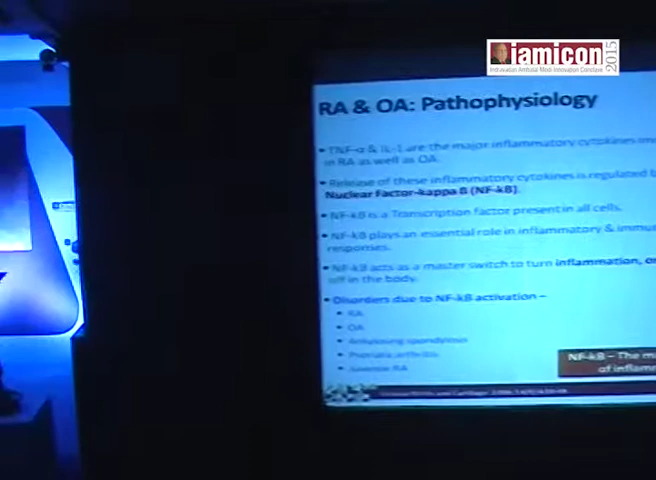 iamicon
2015
RA & OA: Pathophysiology
• TNF-α & IL-1 are the major inflammatory cytokines
in RA as well as OA.
• Release of these inflammatory cytokines is regulated
Nuclear Factor-kappa B (NF-kB).
• NF-kB is a Transcription factor present in all cells.
• NF-kB plays an essential role in inflammatory &
responses.
• NF-kB acts as a master switch to turn inflammation,
off in the body.
• Disorders due to NF-kB activation –
• RA
• OA
• Ankylosing spondylosis
• Psoriatic arthritis
• Juvenile RA
NF-kB – The
of